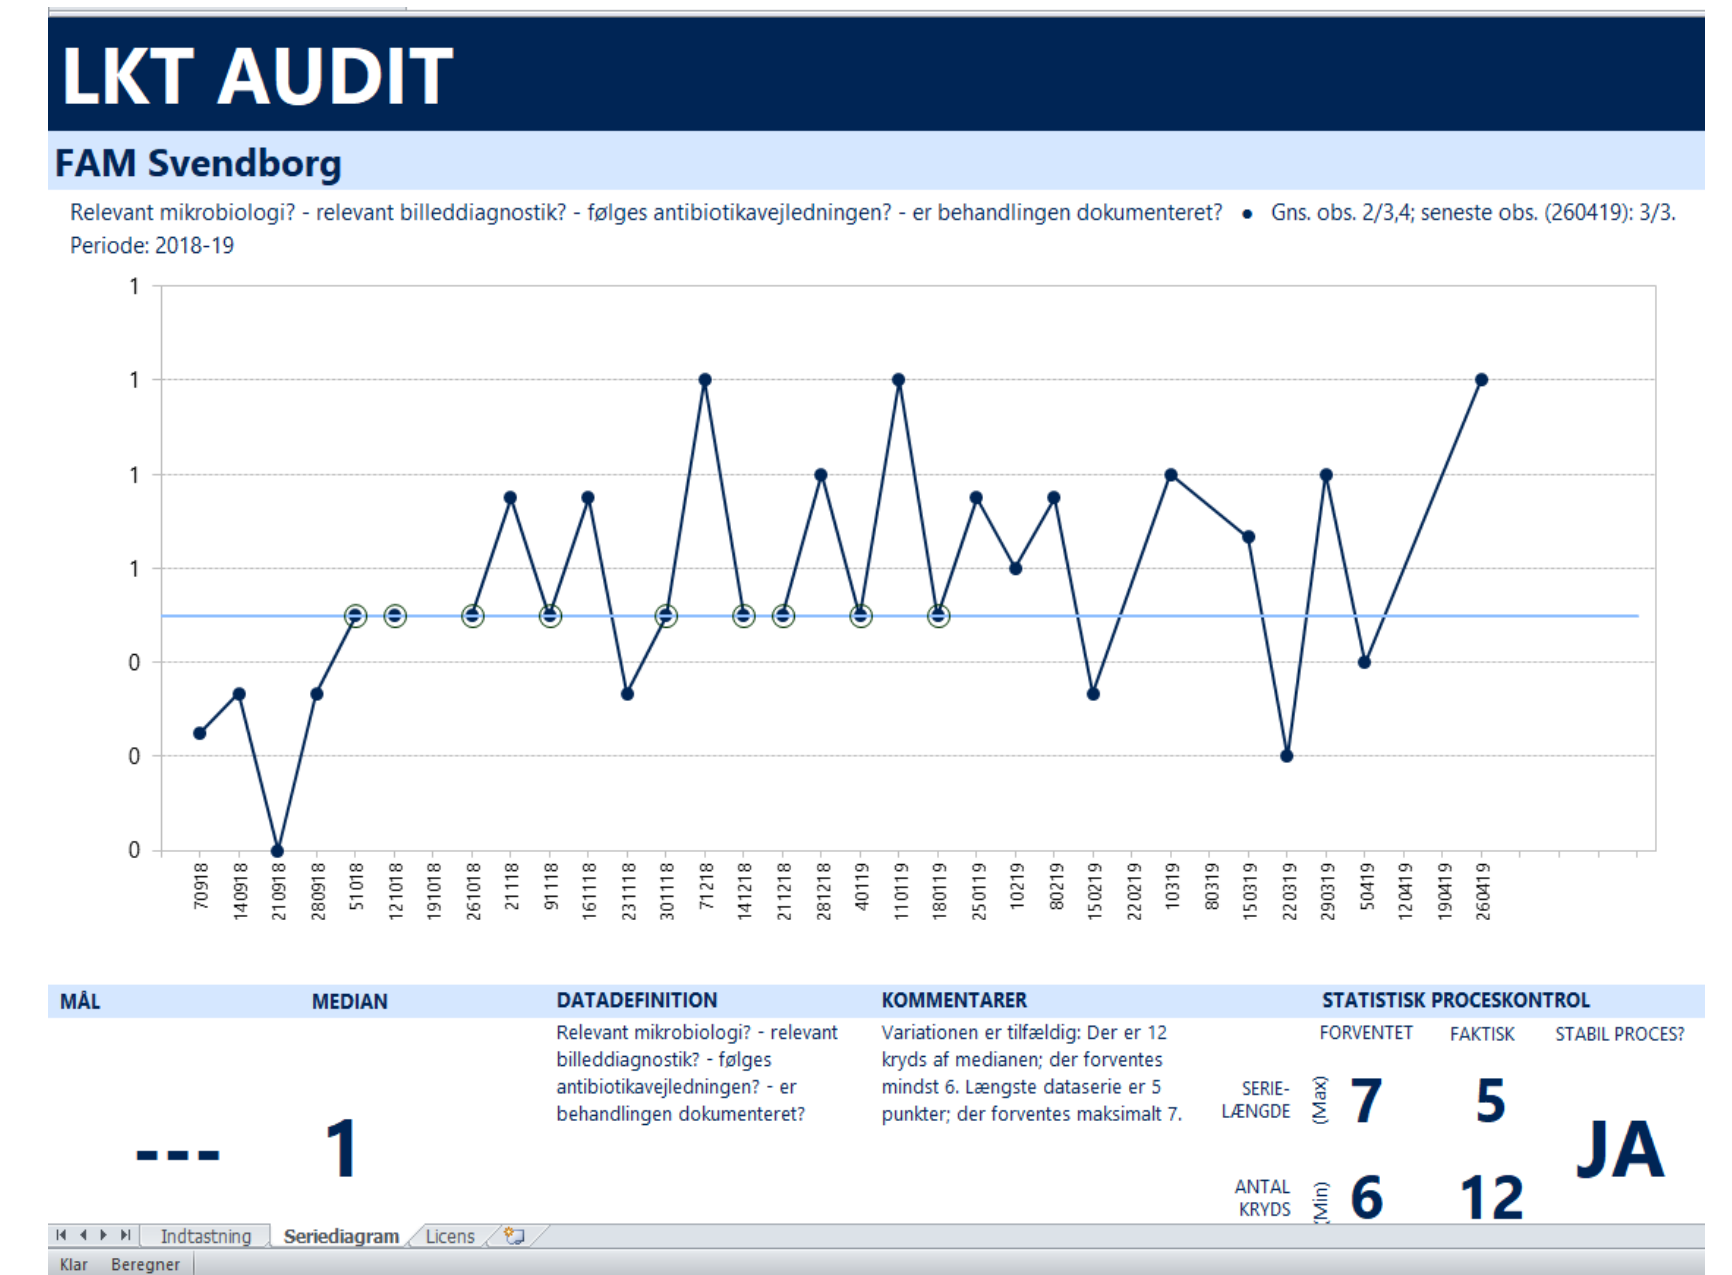 LKT AUDIT
FAM Svendborg
Relevant mikrobiologi? - relevant billeddiagnostik? - følges antibiotikavejledningen? - er behandlingen dokumenteret? ● Gns. obs. 2/3,4; seneste obs. (260419): 3/3.
Periode: 2018-19
1
1
1
1
0
0
0
70918
140918
210918
280918
51018
121018
191018
261018
21118
91118
161118
231118
301118
71218
141218
211218
281218
40119
110119
180119
250119
10219
80219
150219
220219
10319
80319
150319
220319
290319
50419
120419
190419
260419
MÅL
---
MEDIAN
1
DATADEFINITION
Relevant mikrobiologi? - relevant
billeddiagnostik? - følges
antibiotikavejledningen? - er
behandlingen dokumenteret?
KOMMENTARER
Variationen er tilfældig: Der er 12
kryds af medianen; der forventes
mindst 6. Længste dataserie er 5
punkter; der forventes maksimalt 7.
STATISTISK PROCESKONTROL
FORVENTET FAKTISK STABIL PROCES?
SERIE-
LÆNGDE (Max) 7 5
JA
ANTAL
KRYDS (Min) 6 12
Indtastning Seriediagram Licens
Klar Beregner